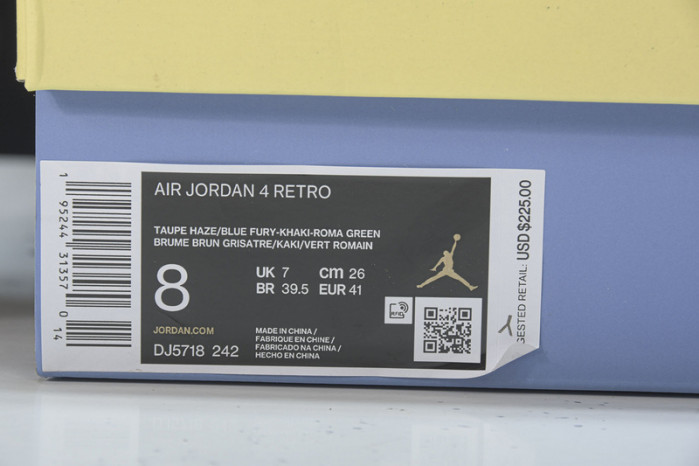 AIR JORDAN 4 RETRO
TAUPE HAZE/BLUE FURY-KHAKI-ROMA GREEN
BRUME BRUN GRISATRE/KAKI/VERT ROMAIN
8
UK 7 cm 26
BR 39.5 EUR 41
JORDAN.COM
DJ5718 242
MADE IN CHINA /
FABRIQUE EN CHINE /
FABRICADO NA CHINA /
HECHO EN CHINA
RFID
1 95244 31357 0 14
GESTED RETAIL: USD $225.00